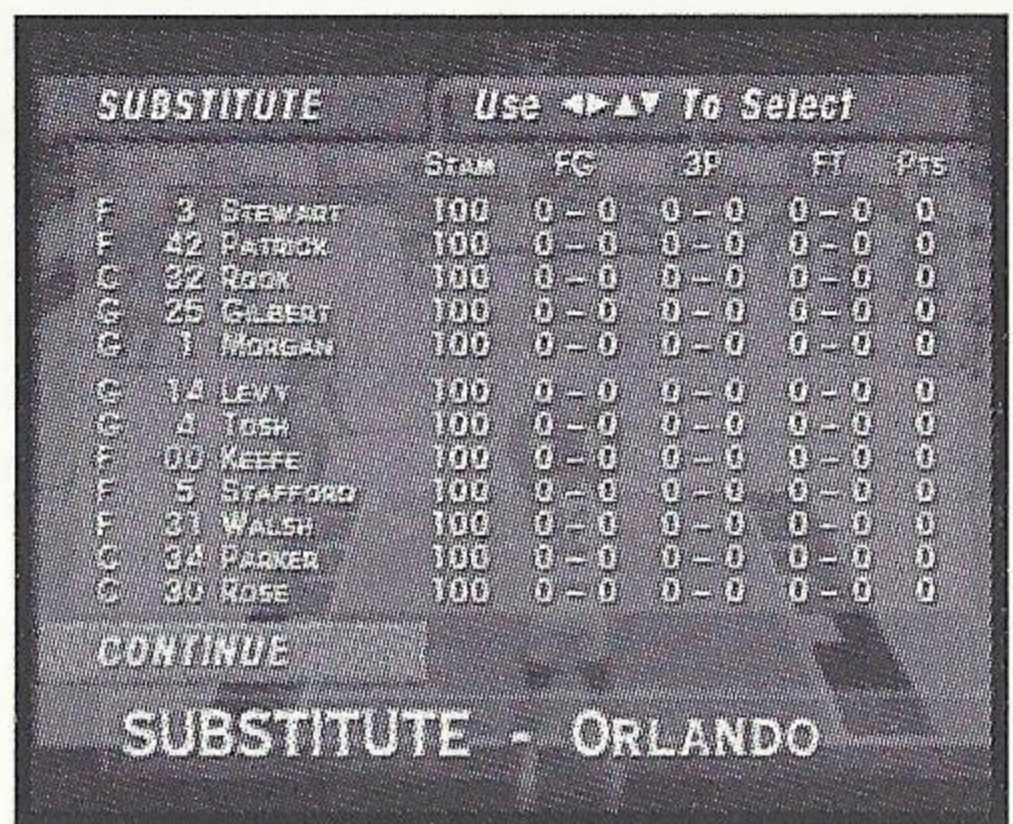 SUBSTITUTE Use ◄►▲▼ To Select
STAM FG 3P FT PTS
F 3 STEWART 100 0 – 0 0 – 0 0 – 0 0
F 42 PATRICK 100 0 – 0 0 – 0 0 – 0 0
C 32 ROOK 100 0 – 0 0 – 0 0 – 0 0
G 25 GILBERT 100 0 – 0 0 – 0 0 – 0 0
G 1 MORGAN 100 0 – 0 0 – 0 0 – 0 0
14 LEVY 100 0 – 0 0 – 0 0 – 0 0
G 4 TOSH 100 0 – 0 0 – 0 0 – 0 0
F 00 KEEFE 100 0 – 0 0 – 0 0 – 0 0
F 5 STAFFORD 100 0 – 0 0 – 0 0 – 0 0
F 31 WALSH 100 0 – 0 0 – 0 0 – 0 0
C 34 PARKER 100 0 – 0 0 – 0 0 – 0 0
30 ROSE 100 0 – 0 0 – 0 0 – 0 0
CONTINUE
SUBSTITUTE - ORLANDO